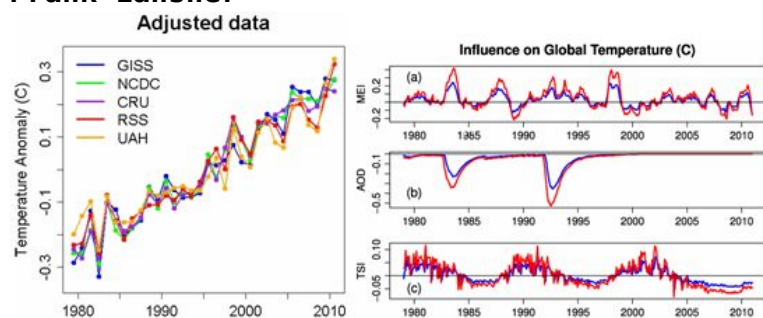 Adjusted data
GISS
NCDC
CRU
RSS
UAH
Temperature Anomaly (C)
0.3
0.1
-0.1
-0.3
1980
1990
2000
2010
Influence on Global Temperature (C)
(a)
MEI
0.2
-0.2
1980
1985
1990
1995
2000
2005
2010
(b)
AOD
-0.1
-0.5
1980
1985
1990
1995
2000
2005
2010
(c)
TSI
0.10
-0.05
1980
1985
1990
1995
2000
2005
2010